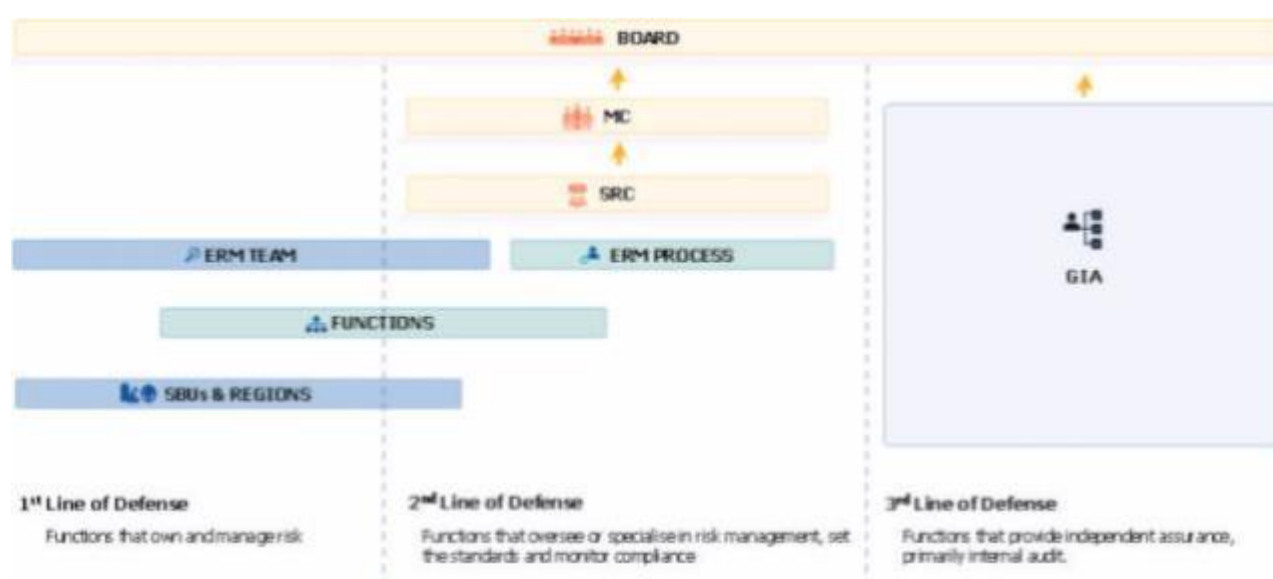 BOARD
MC
SRC
ERM TEAM
ERM PROCESS
GIA
FUNCTIONS
SBUs & REGIONS
1st Line of Defense
Functions that own and manage risk
2nd Line of Defense
Functions that oversee or specialise in risk management, set
the standards and monitor compliance
3rd Line of Defense
Functions that provide independent assurance,
primarily internal audit.